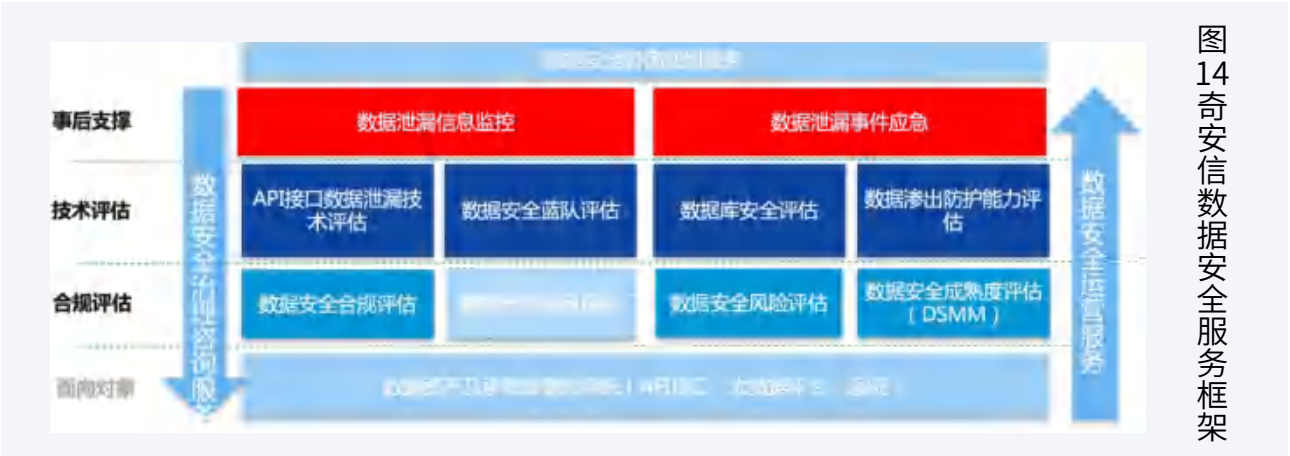 事后支撑
数据泄漏信息监控
数据泄漏事件应急
技术评估
API接口数据泄漏技
术评估
数据安全蓝队评估
数据库安全评估
数据渗出防护能力评
估
合规评估
数据安全合规评估
数据安全风险评估
数据安全成熟度评估
(DSMM)
面向对象
数据安全治理咨询服务
数据安全运营服务
图14奇安信数据安全服务框架